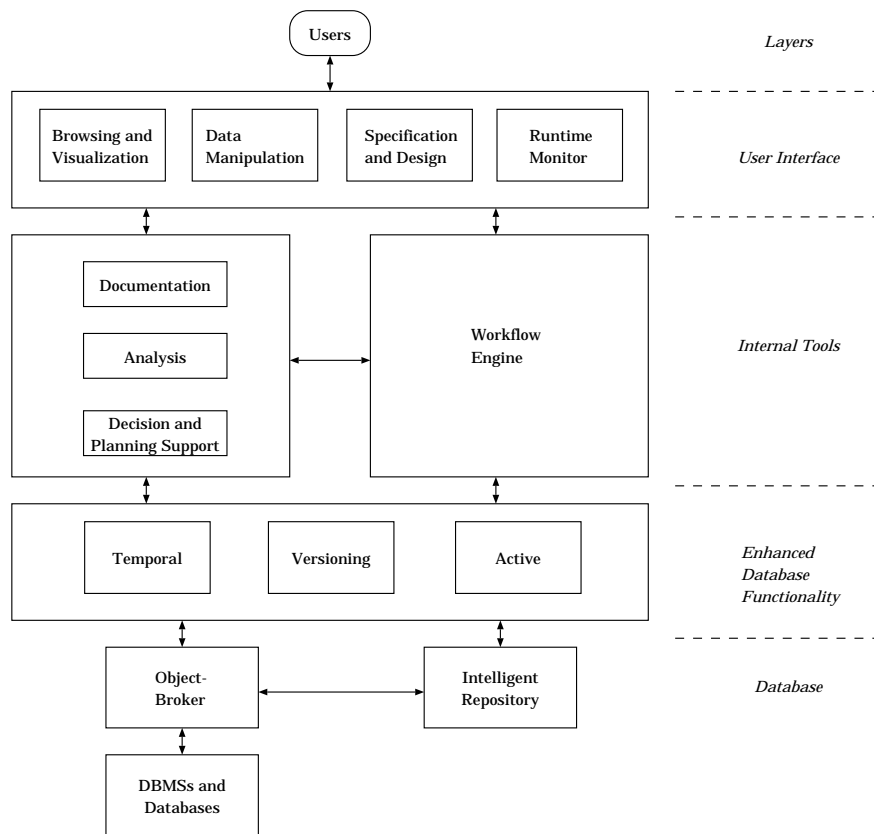 Users
Layers
Browsing and
Visualization
Data
Manipulation
Specification
and Design
Runtime
Monitor
User Interface
Documentation
Analysis
Decision and
Planning Support
Workflow
Engine
Internal Tools
Temporal
Versioning
Active
Enhanced
Database
Functionality
Object-
Broker
Intelligent
Repository
Database
DBMSs and
Databases